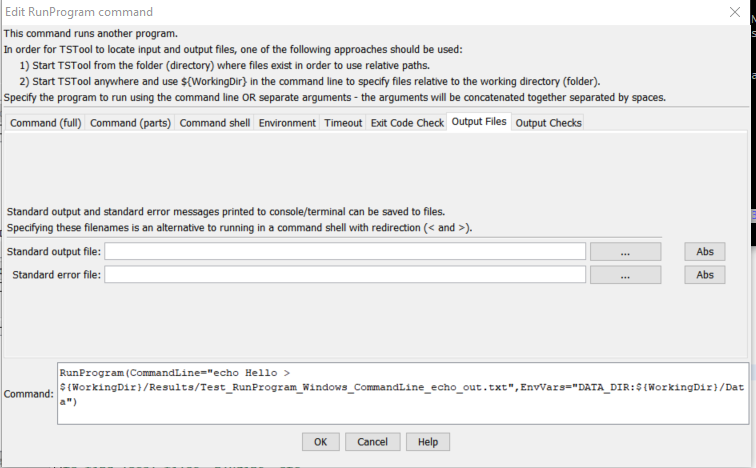 Edit RunProgram command
This command runs another program.
In order for TSTool to locate input and output files, one of the following approaches should be used:
1) Start TSTool from the folder (directory) where files exist in order to use relative paths.
2) Start TSTool anywhere and use ${WorkingDir} in the command line to specify files relative to the working directory (folder).
Specify the program to run using the command line OR separate arguments - the arguments will be concatenated together separated by spaces.
Command (full) Command (parts) Command shell Environment Timeout Exit Code Check Output Files Output Checks
Standard output and standard error messages printed to console/terminal can be saved to files.
Specifying these filenames is an alternative to running in a command shell with redirection (< and >).
Standard output file: ... Abs
Standard error file: ... Abs
Command:
RunProgram(CommandLine="echo Hello >
${WorkingDir}/Results/Test_RunProgram_Windows_CommandLine_echo_out.txt",EnvVars="DATA_DIR:${WorkingDir}/Dat
a")
OK Cancel Help